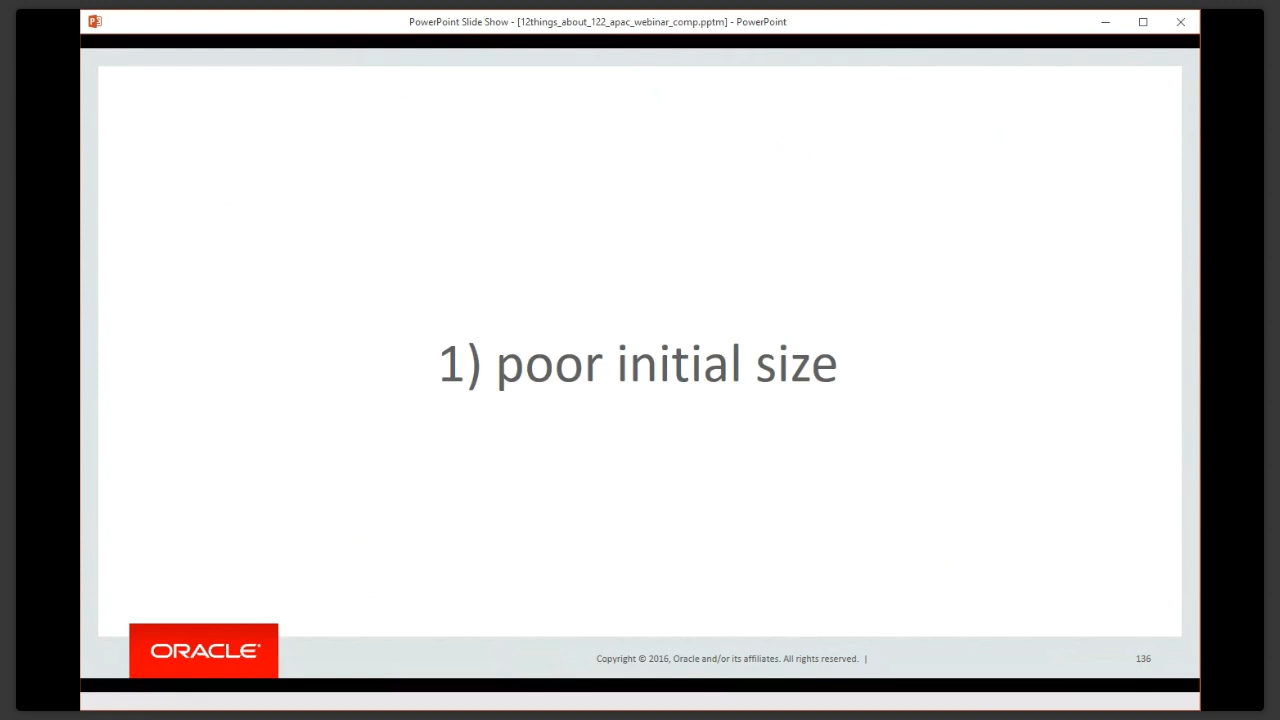 PowerPoint Slide Show - [12things_about_122_apac_webinar_comp.pptm] - PowerPoint
1) poor initial size
ORACLE®
Copyright © 2016, Oracle and/or its affiliates. All rights reserved. |
136